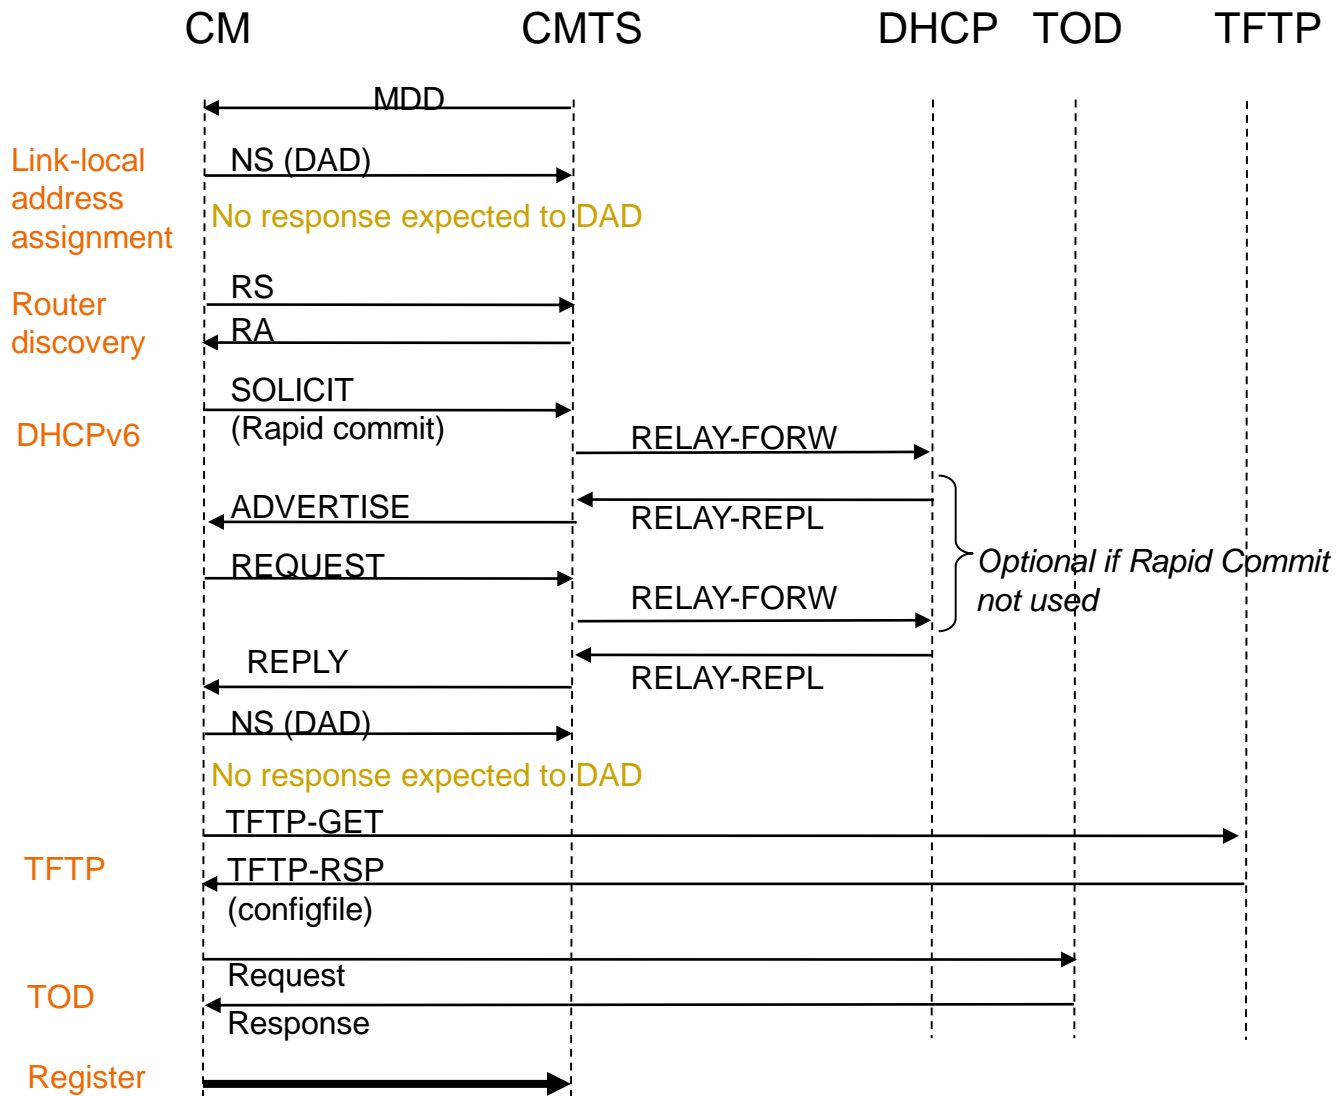 CM CMTS DHCP TOD TFTP
MDD
Link-local
address
assignment
NS (DAD)
No response expected to DAD
Router
discovery
RS
RA
DHCPv6
SOLICIT
(Rapid commit)
RELAY-FORW
ADVERTISE
RELAY-REPL
REQUEST
RELAY-FORW
Optional if Rapid Commit
not used
REPLY
RELAY-REPL
NS (DAD)
No response expected to DAD
TFTP
TFTP-GET
TFTP-RSP
(configfile)
TOD
Request
Response
Register